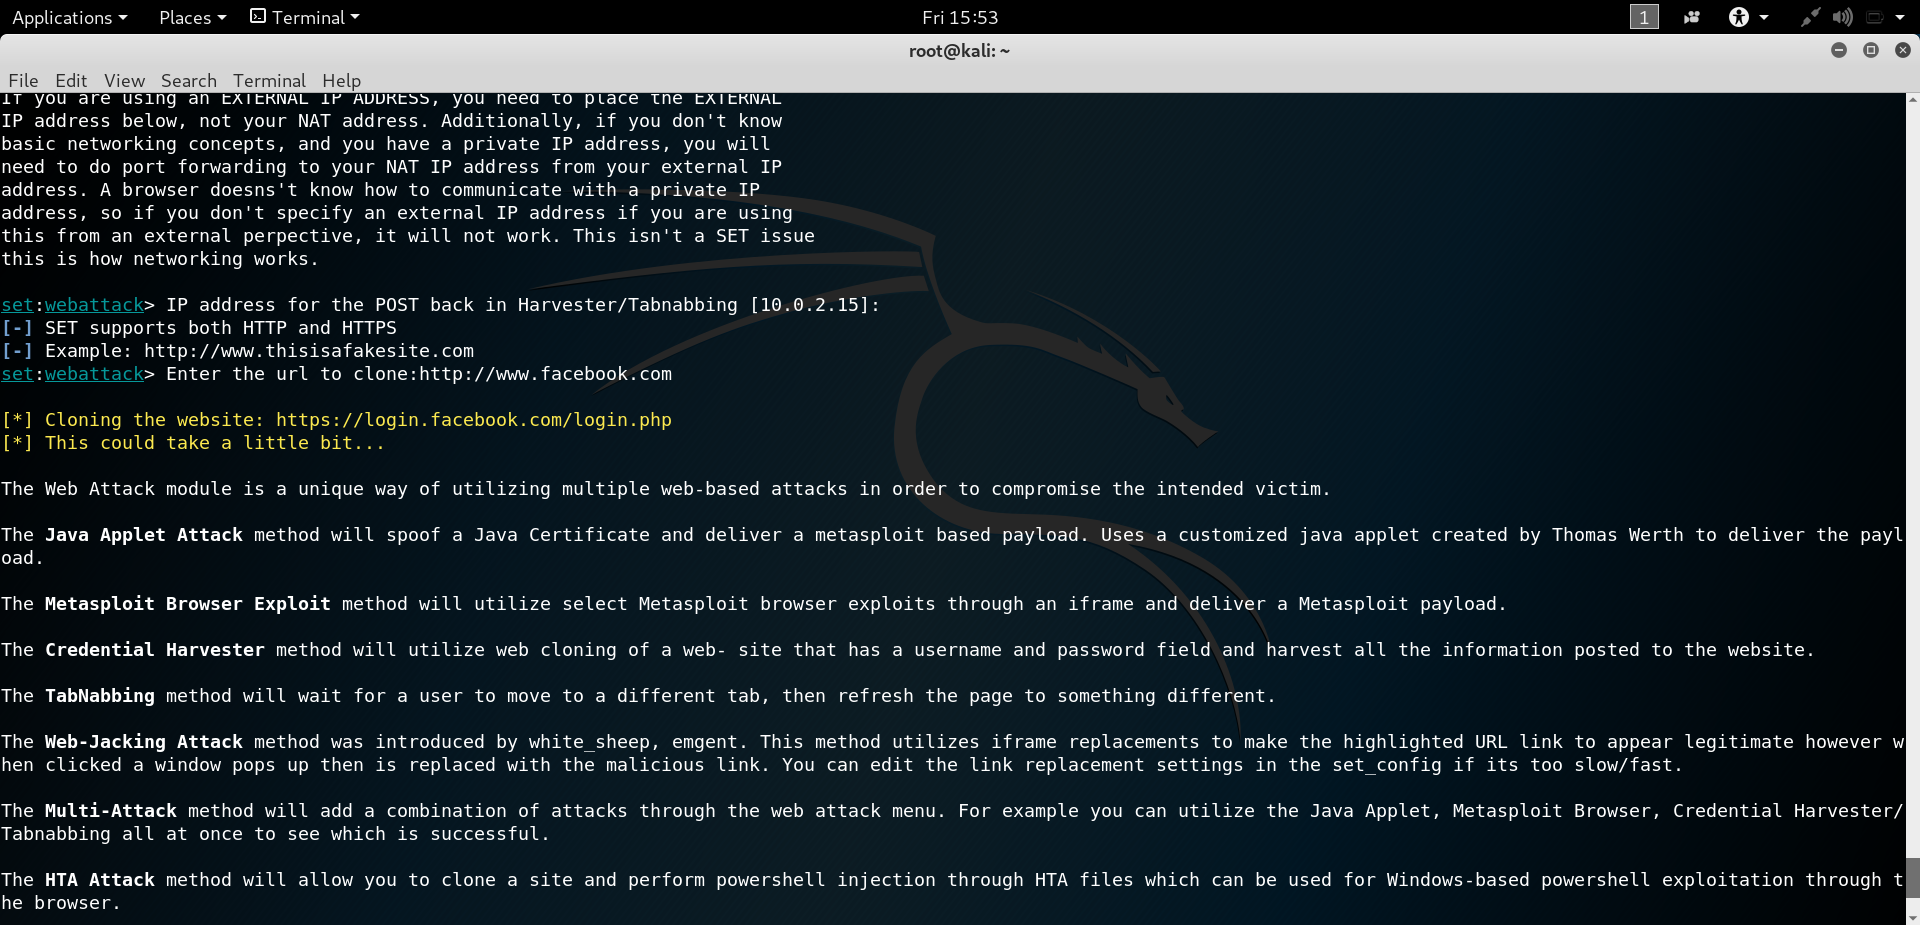 Applications Places Terminal Fri 15:53 1
root@kali: ~
File Edit View Search Terminal Help
If you are using an EXTERNAL IP ADDRESS, you need to place the EXTERNAL
IP address below, not your NAT address. Additionally, if you don't know
basic networking concepts, and you have a private IP address, you will
need to do port forwarding to your NAT IP address from your external IP
address. A browser doesns't know how to communicate with a private IP
address, so if you don't specify an external IP address if you are using
this from an external perpective, it will not work. This isn't a SET issue
this is how networking works.
set:webattack> IP address for the POST back in Harvester/Tabnabbing [10.0.2.15]:
[-] SET supports both HTTP and HTTPS
[-] Example: http://www.thisisafakesite.com
set:webattack> Enter the url to clone:http://www.facebook.com
[*] Cloning the website: https://login.facebook.com/login.php
[*] This could take a little bit...
The Web Attack module is a unique way of utilizing multiple web-based attacks in order to compromise the intended victim.
The Java Applet Attack method will spoof a Java Certificate and deliver a metasploit based payload. Uses a customized java applet created by Thomas Werth to deliver the payl
oad.
The Metasploit Browser Exploit method will utilize select Metasploit browser exploits through an iframe and deliver a Metasploit payload.
The Credential Harvester method will utilize web cloning of a web- site that has a username and password field and harvest all the information posted to the website.
The TabNabbing method will wait for a user to move to a different tab, then refresh the page to something different.
The Web-Jacking Attack method was introduced by white_sheep, emgent. This method utilizes iframe replacements to make the highlighted URL link to appear legitimate however w
hen clicked a window pops up then is replaced with the malicious link. You can edit the link replacement settings in the set_config if its too slow/fast.
The Multi-Attack method will add a combination of attacks through the web attack menu. For example you can utilize the Java Applet, Metasploit Browser, Credential Harvester/
Tabnabbing all at once to see which is successful.
The HTA Attack method will allow you to clone a site and perform powershell injection through HTA files which can be used for Windows-based powershell exploitation through t
he browser.